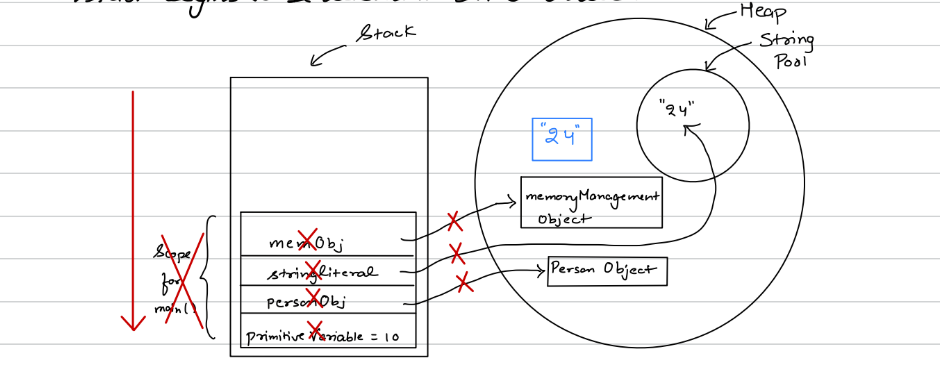 Stack
Heap
String
Pool
"24"
"24"
memoryManagement
Object
memObj
stringliteral
Person Object
personObj
primitive Variable = 10
Scope
for
main()